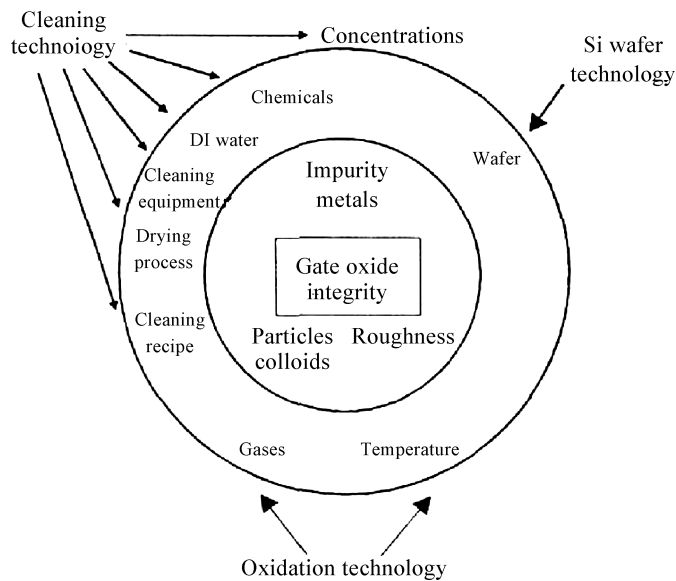 Cleaning
technoiogy
Concentrations
Si wafer
technology
Chemicals
DI water
Wafer
Cleaning
equipment
Impurity
metals
Drying
process
Gate oxide
integrity
Cleaning
recipe
Particles
colloids
Roughness
Gases
Temperature
Oxidation technology